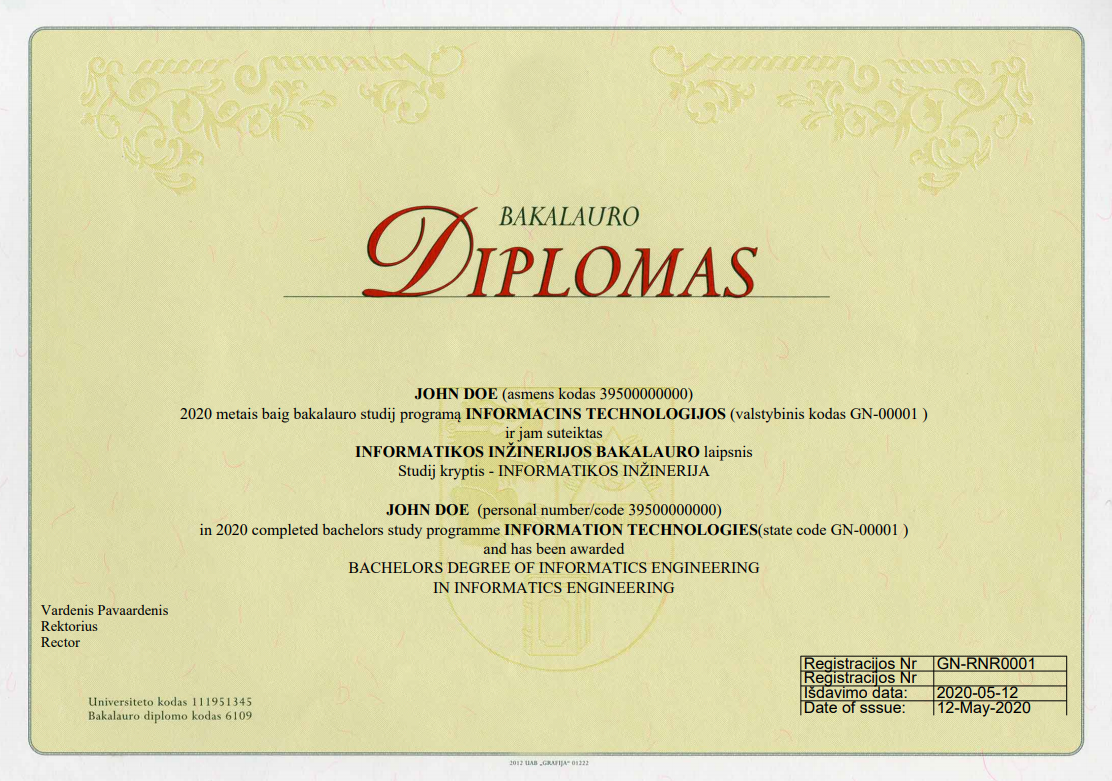 BAKALAURO
DIPLOMAS
JOHN DOE (asmens kodas 39500000000)
2020 metais baig bakalauro studij programą INFORMACINS TECHNOLOGIJOS (valstybinis kodas GN-00001 )
ir jam suteiktas
INFORMATIKOS INŽINERIJOS BAKALAURO laipsnis
Studij kryptis - INFORMATIKOS INŽINERIJA
JOHN DOE (personal number/code 39500000000)
in 2020 completed bachelors study programme INFORMATION TECHNOLOGIES(state code GN-00001 )
and has been awarded
BACHELORS DEGREE OF INFORMATICS ENGINEERING
IN INFORMATICS ENGINEERING
Vardenis Pavaardenis
Rektorius
Rector
Registracijos Nr GN-RNR0001
Registracijos Nr
Išdavimo data: 2020-05-12
Date of sssue: 12-May-2020
Universiteto kodas 111951345
Bakalauro diplomo kodas 6109
2012 UAB „GRAFIJA“ 01222